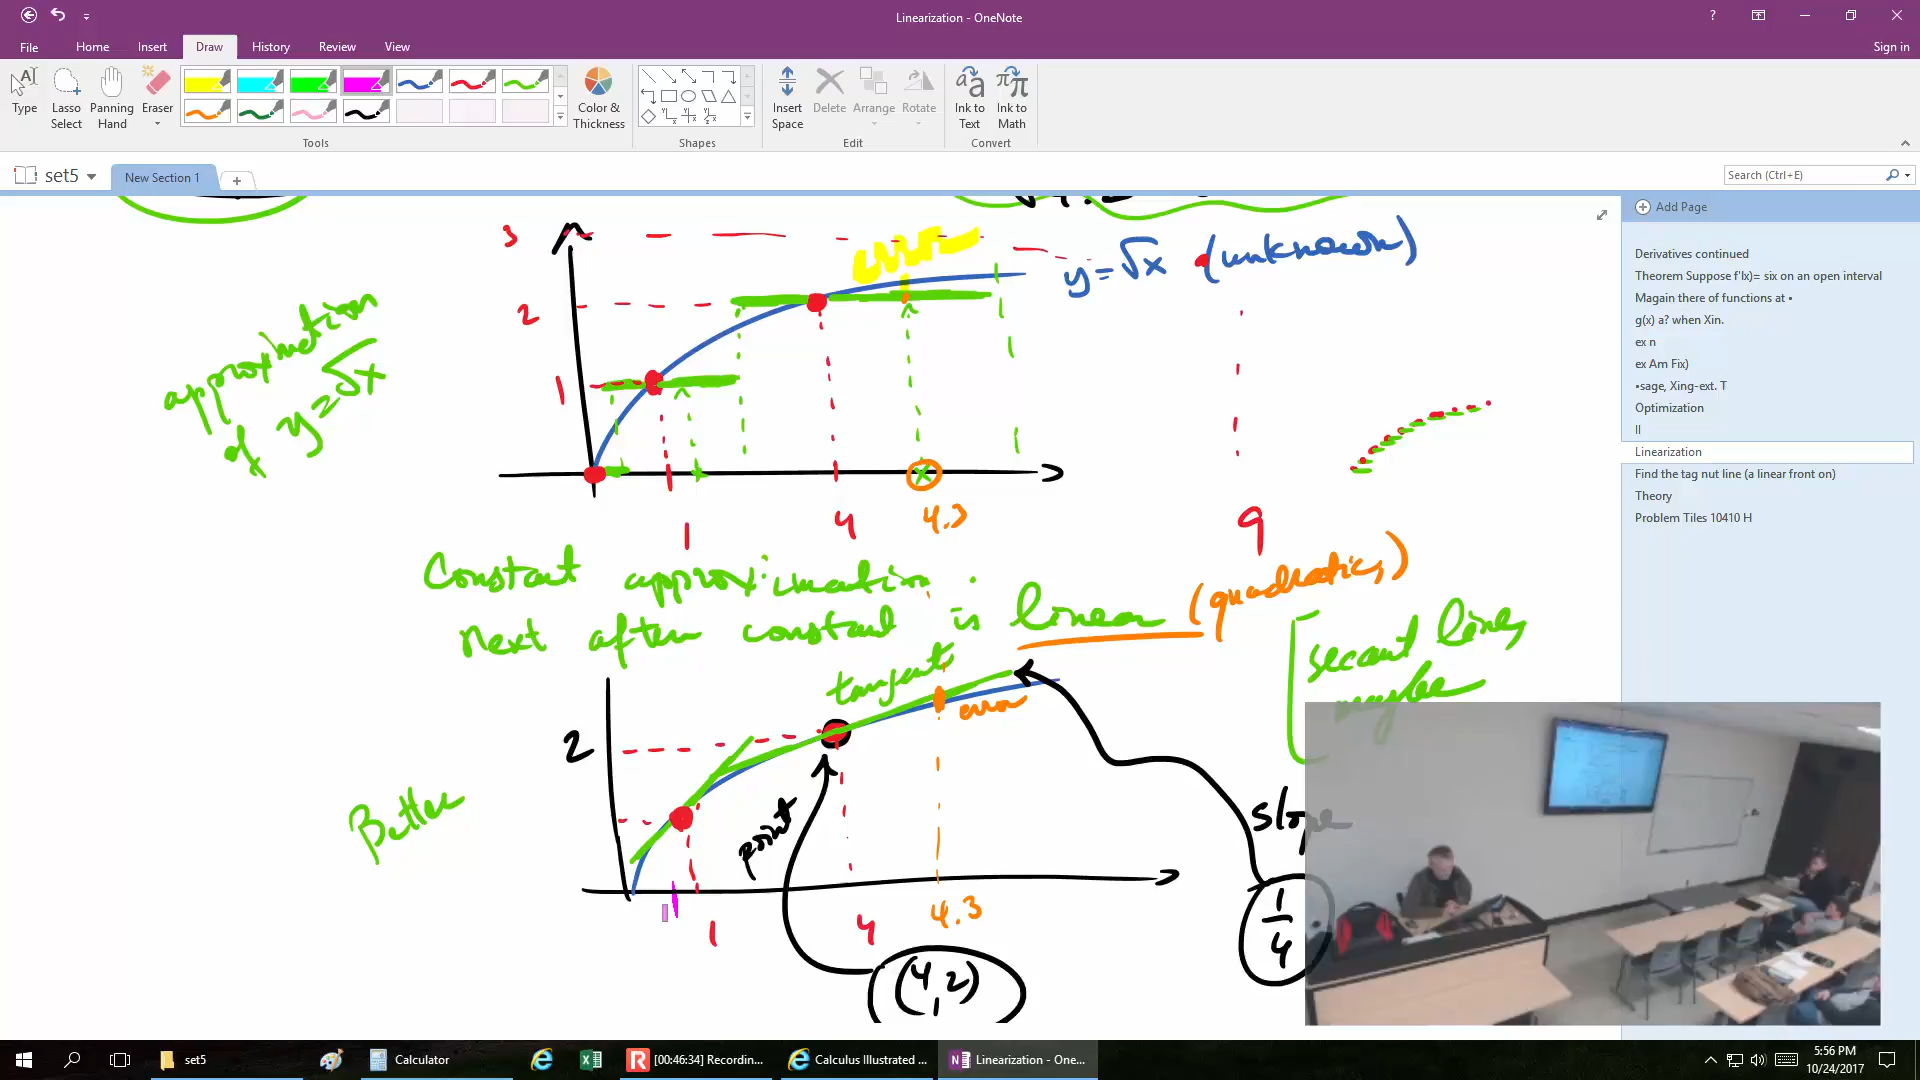 Linearization - OneNote
File Home Insert Draw History Review View
Sign in
Type
Lasso Select
Panning Hand
Eraser
Color & Thickness
Insert Space
Delete
Arrange
Rotate
Ink to Text
Ink to Math
Tools
Shapes
Edit
Convert
set5
New Section 1
Search (Ctrl+E)
Add Page
Derivatives continued
Theorem Suppose f'lx)= six on an open interval
Magain there of functions at •
g(x) a? when Xin.
ex n
ex Am Fix)
•sage, Xing-ext. T
Optimization
II
Linearization
Find the tag nut line (a linear front on)
Theory
Problem Tiles 10410 H
3
y = √x (unknown)
2
approximation of y = √x
1
1 4 4.3 9
Constant approximation.
Next after constant is linear (quadratic,)
[secant line, maybe
tangent
error
2
Better
point
slope
1/4
1 4 4.3
(4,2)
set5
Calculator
[00:46:34] Recordin...
Calculus Illustrated ...
Linearization - One...
5:56 PM
10/24/2017